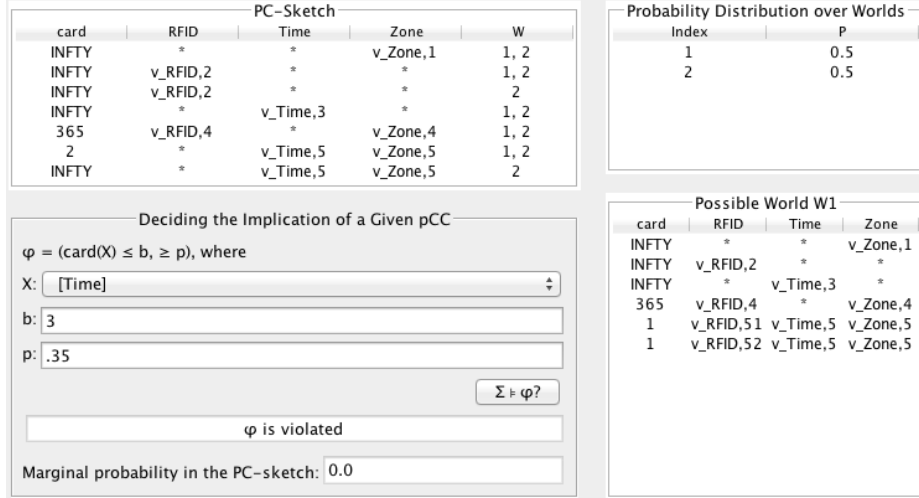 PC-Sketch
card RFID Time Zone W
INFTY * * v_Zone,1 1, 2
INFTY v_RFID,2 * * 1, 2
INFTY v_RFID,2 * * 2
INFTY * v_Time,3 * 1, 2
365 v_RFID,4 * v_Zone,4 1, 2
2 * v_Time,5 v_Zone,5 1, 2
INFTY * v_Time,5 v_Zone,5 2
Probability Distribution over Worlds
Index P
1 0.5
2 0.5
Deciding the Implication of a Given pCC
φ = (card(X) ≤ b, ≥ p), where
X: [Time]
b: 3
p: .35
Σ ⊧ φ?
φ is violated
Marginal probability in the PC-sketch: 0.0
Possible World W1
card RFID Time Zone
INFTY * * v_Zone,1
INFTY v_RFID,2 * *
INFTY * v_Time,3 *
365 v_RFID,4 * v_Zone,4
1 v_RFID,51 v_Time,5 v_Zone,5
1 v_RFID,52 v_Time,5 v_Zone,5